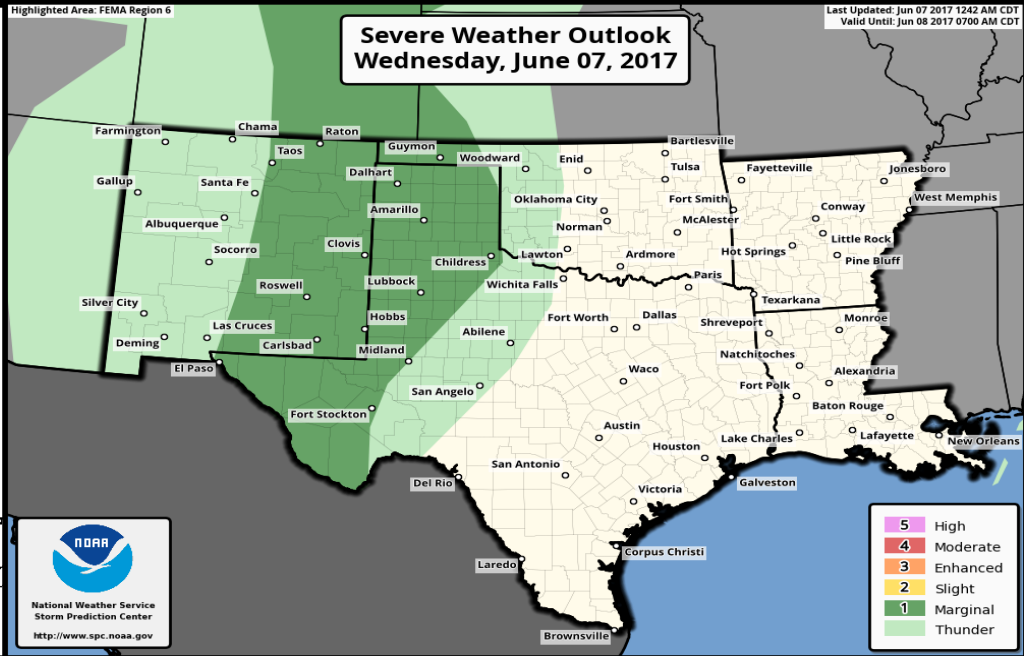 Highlighted Area: FEMA Region 6
Last Updated: Jun 07 2017 1242 AM CDT
Valid Until: Jun 08 2017 0700 AM CDT
Severe Weather Outlook
Wednesday, June 07, 2017
Farmington
Chama
Raton
Taos
Guymon
Woodward
Enid
Bartlesville
Tulsa
Fayetteville
Jonesboro
Gallup
Santa Fe
Dalhart
Oklahoma City
Fort Smith
West Memphis
Albuquerque
Amarillo
Norman
McAlester
Conway
Socorro
Clovis
Childress
Lawton
Ardmore
Hot Springs
Little Rock
Pine Bluff
Roswell
Lubbock
Wichita Falls
Paris
Texarkana
Silver City
Las Cruces
Hobbs
Abilene
Fort Worth
Dallas
Shreveport
Monroe
Deming
Carlsbad
Midland
Natchitoches
El Paso
San Angelo
Waco
Fort Polk
Alexandria
Fort Stockton
Austin
Houston
Lake Charles
Baton Rouge
Lafayette
New Orleans
Del Rio
San Antonio
Victoria
Galveston
Laredo
Corpus Christi
Brownsville
NOAA
National Weather Service
Storm Prediction Center
http://www.spc.noaa.gov
5 High
4 Moderate
3 Enhanced
2 Slight
1 Marginal
Thunder